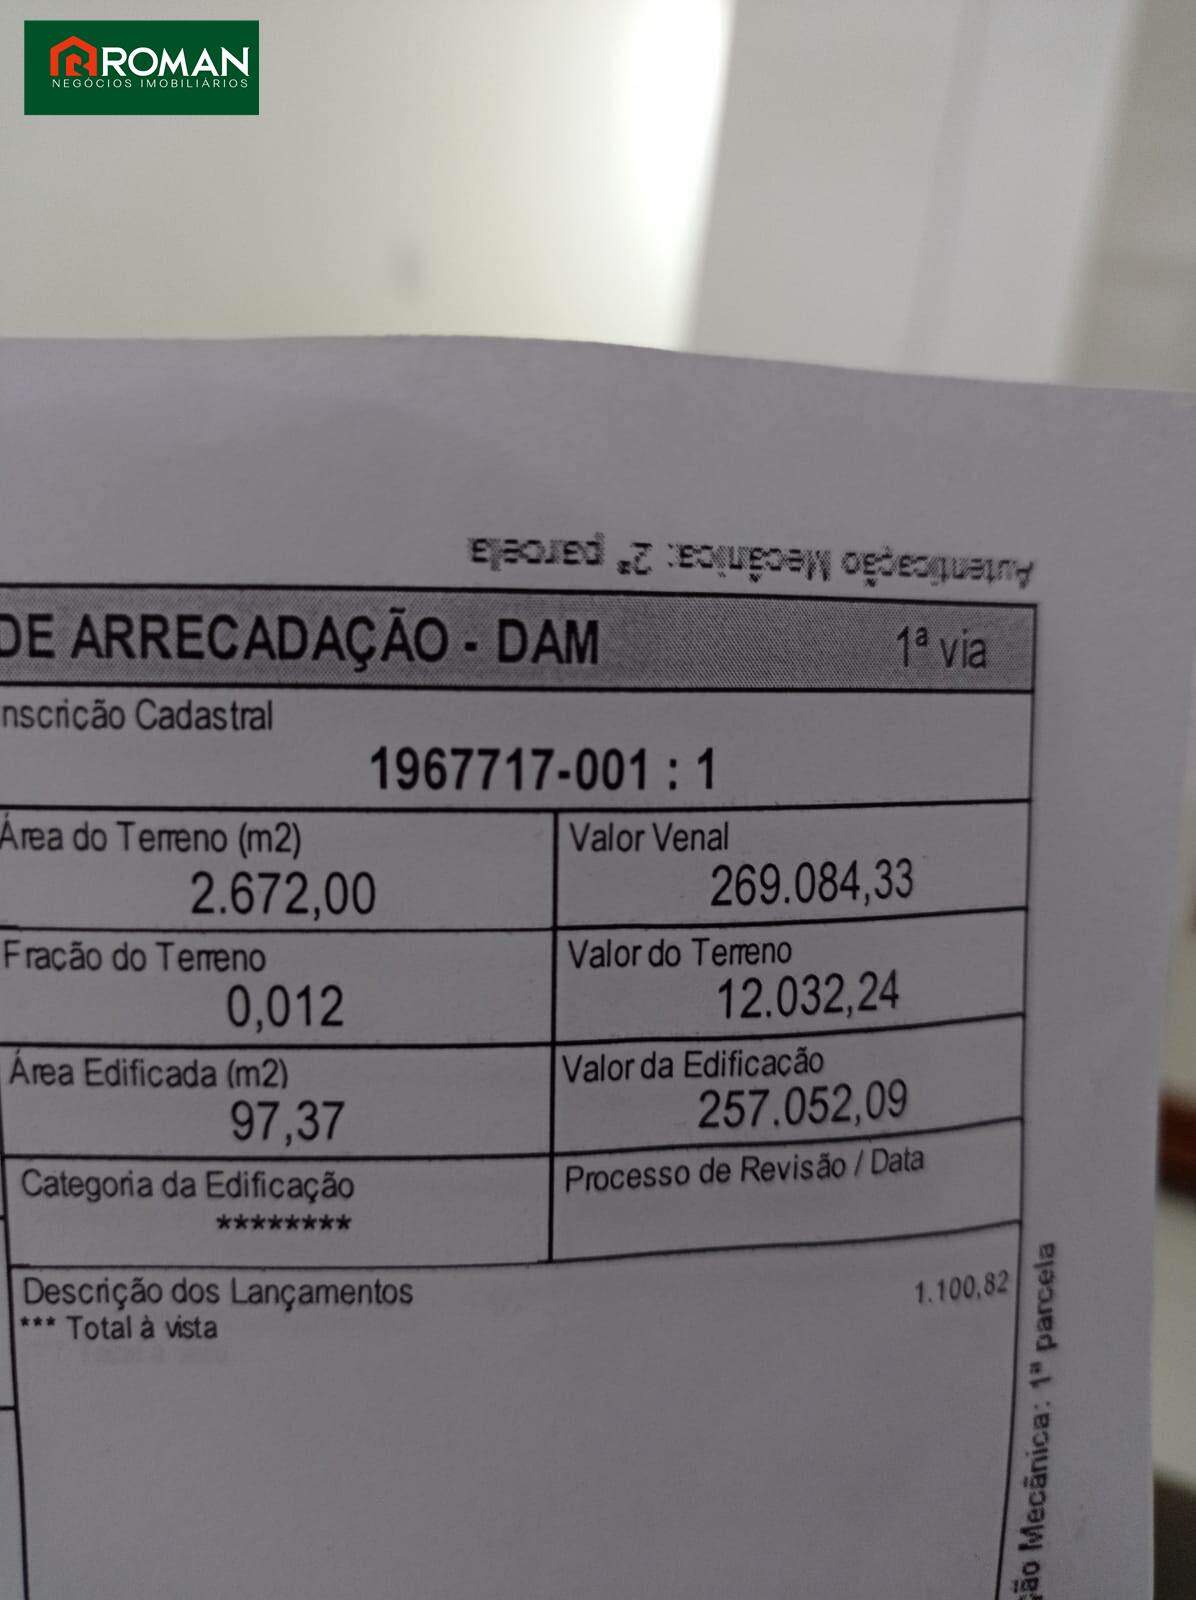 ROMAN
NEGÓCIOS IMOBILIÁRIOS
Autenticação Mecânica: 2ª parcela
DE ARRECADAÇÃO - DAM 1ª via
nscrição Cadastral
1967717-001 : 1
Área do Terreno (m2) Valor Venal
2.672,00 269.084,33
Fração do Terreno Valor do Terreno
0,012 12.032,24
Área Edificada (m2) Valor da Edificação
97,37 257.052,09
Categoria da Edificação Processo de Revisão / Data
********
Descrição dos Lançamentos 1.100,82
*** Total à vista
ção Mecânica: 1ª parcela